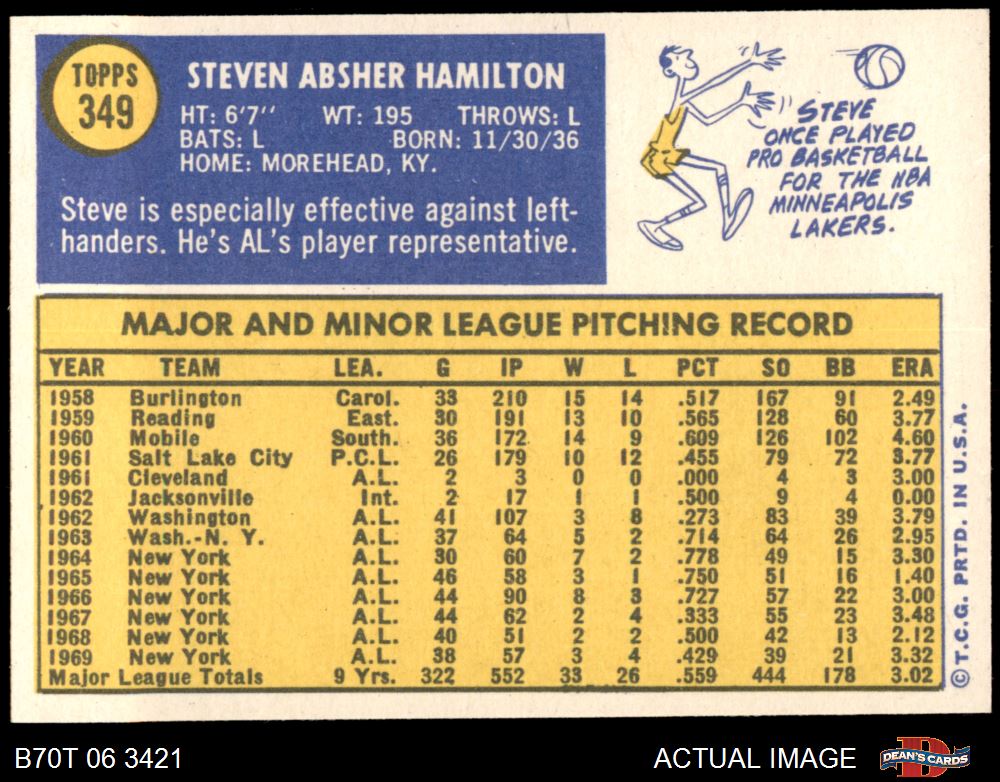 TOPPS
349
STEVEN ABSHER HAMILTON
HT: 6'7'' WT: 195 THROWS: L
BATS: L BORN: 11/30/36
HOME: MOREHEAD, KY.
Steve is especially effective against left-
handers. He's AL's player representative.
STEVE
ONCE PLAYED
PRO BASKETBALL
FOR THE NBA
MINNEAPOLIS
LAKERS.
MAJOR AND MINOR LEAGUE PITCHING RECORD
YEAR TEAM LEA. G IP W L PCT SO BB ERA
1958 Burlington Carol. 33 210 15 14 .517 167 91 2.49
1959 Reading East. 30 191 13 10 .565 128 60 3.77
1960 Mobile South. 36 172 14 9 .609 126 102 4.60
1961 Salt Lake City P.C.L. 26 179 10 12 .455 79 72 3.77
1961 Cleveland A.L. 2 3 0 0 .000 4 3 3.00
1962 Jacksonville Int. 2 17 1 1 .500 9 4 0.00
1962 Washington A.L. 41 107 3 8 .273 83 39 3.79
1963 Wash.-N. Y. A.L. 37 64 5 2 .714 64 26 2.95
1964 New York A.L. 30 60 7 2 .778 49 15 3.30
1965 New York A.L. 46 58 3 1 .750 51 16 1.40
1966 New York A.L. 44 90 8 3 .727 57 22 3.00
1967 New York A.L. 44 62 2 4 .333 55 23 3.48
1968 New York A.L. 40 51 2 2 .500 42 13 2.12
1969 New York A.L. 38 57 3 4 .429 39 21 3.32
Major League Totals 9 Yrs. 322 552 33 26 .559 444 178 3.02
© T.C.G. PRTD. IN U.S.A.
B70T 06 3421
ACTUAL IMAGE
DEAN'S CARDS